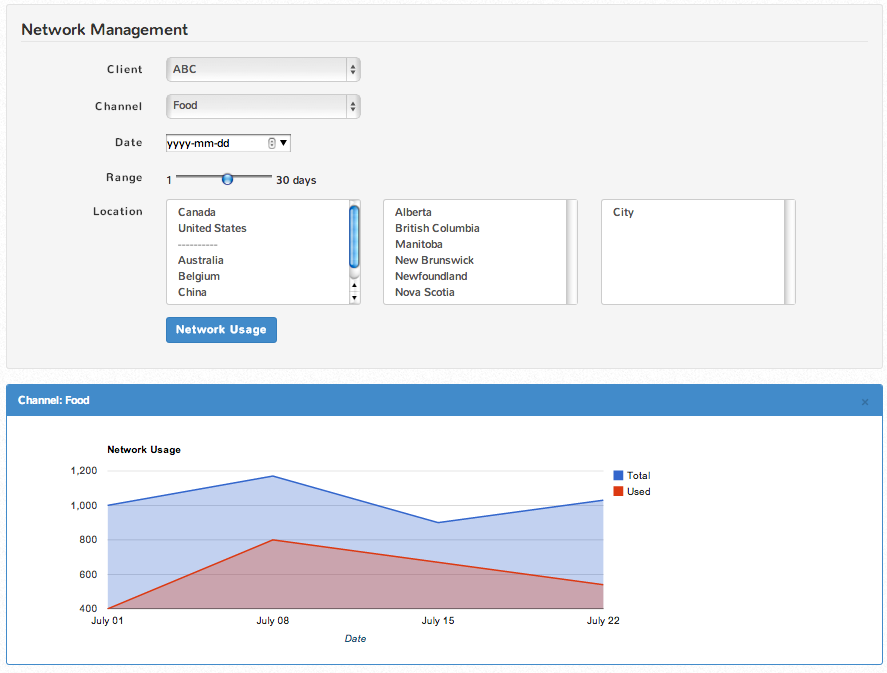 Network Management
Client ABC
Channel Food
Date yyyy-mm-dd
Range 1 30 days
Location
Canada
United States
----------
Australia
Belgium
China
Alberta
British Columbia
Manitoba
New Brunswick
Newfoundland
Nova Scotia
City
Network Usage
Channel: Food ×
Network Usage
1,200
1,000
800
600
400
July 01 July 08 July 15 July 22
Date
Total
Used